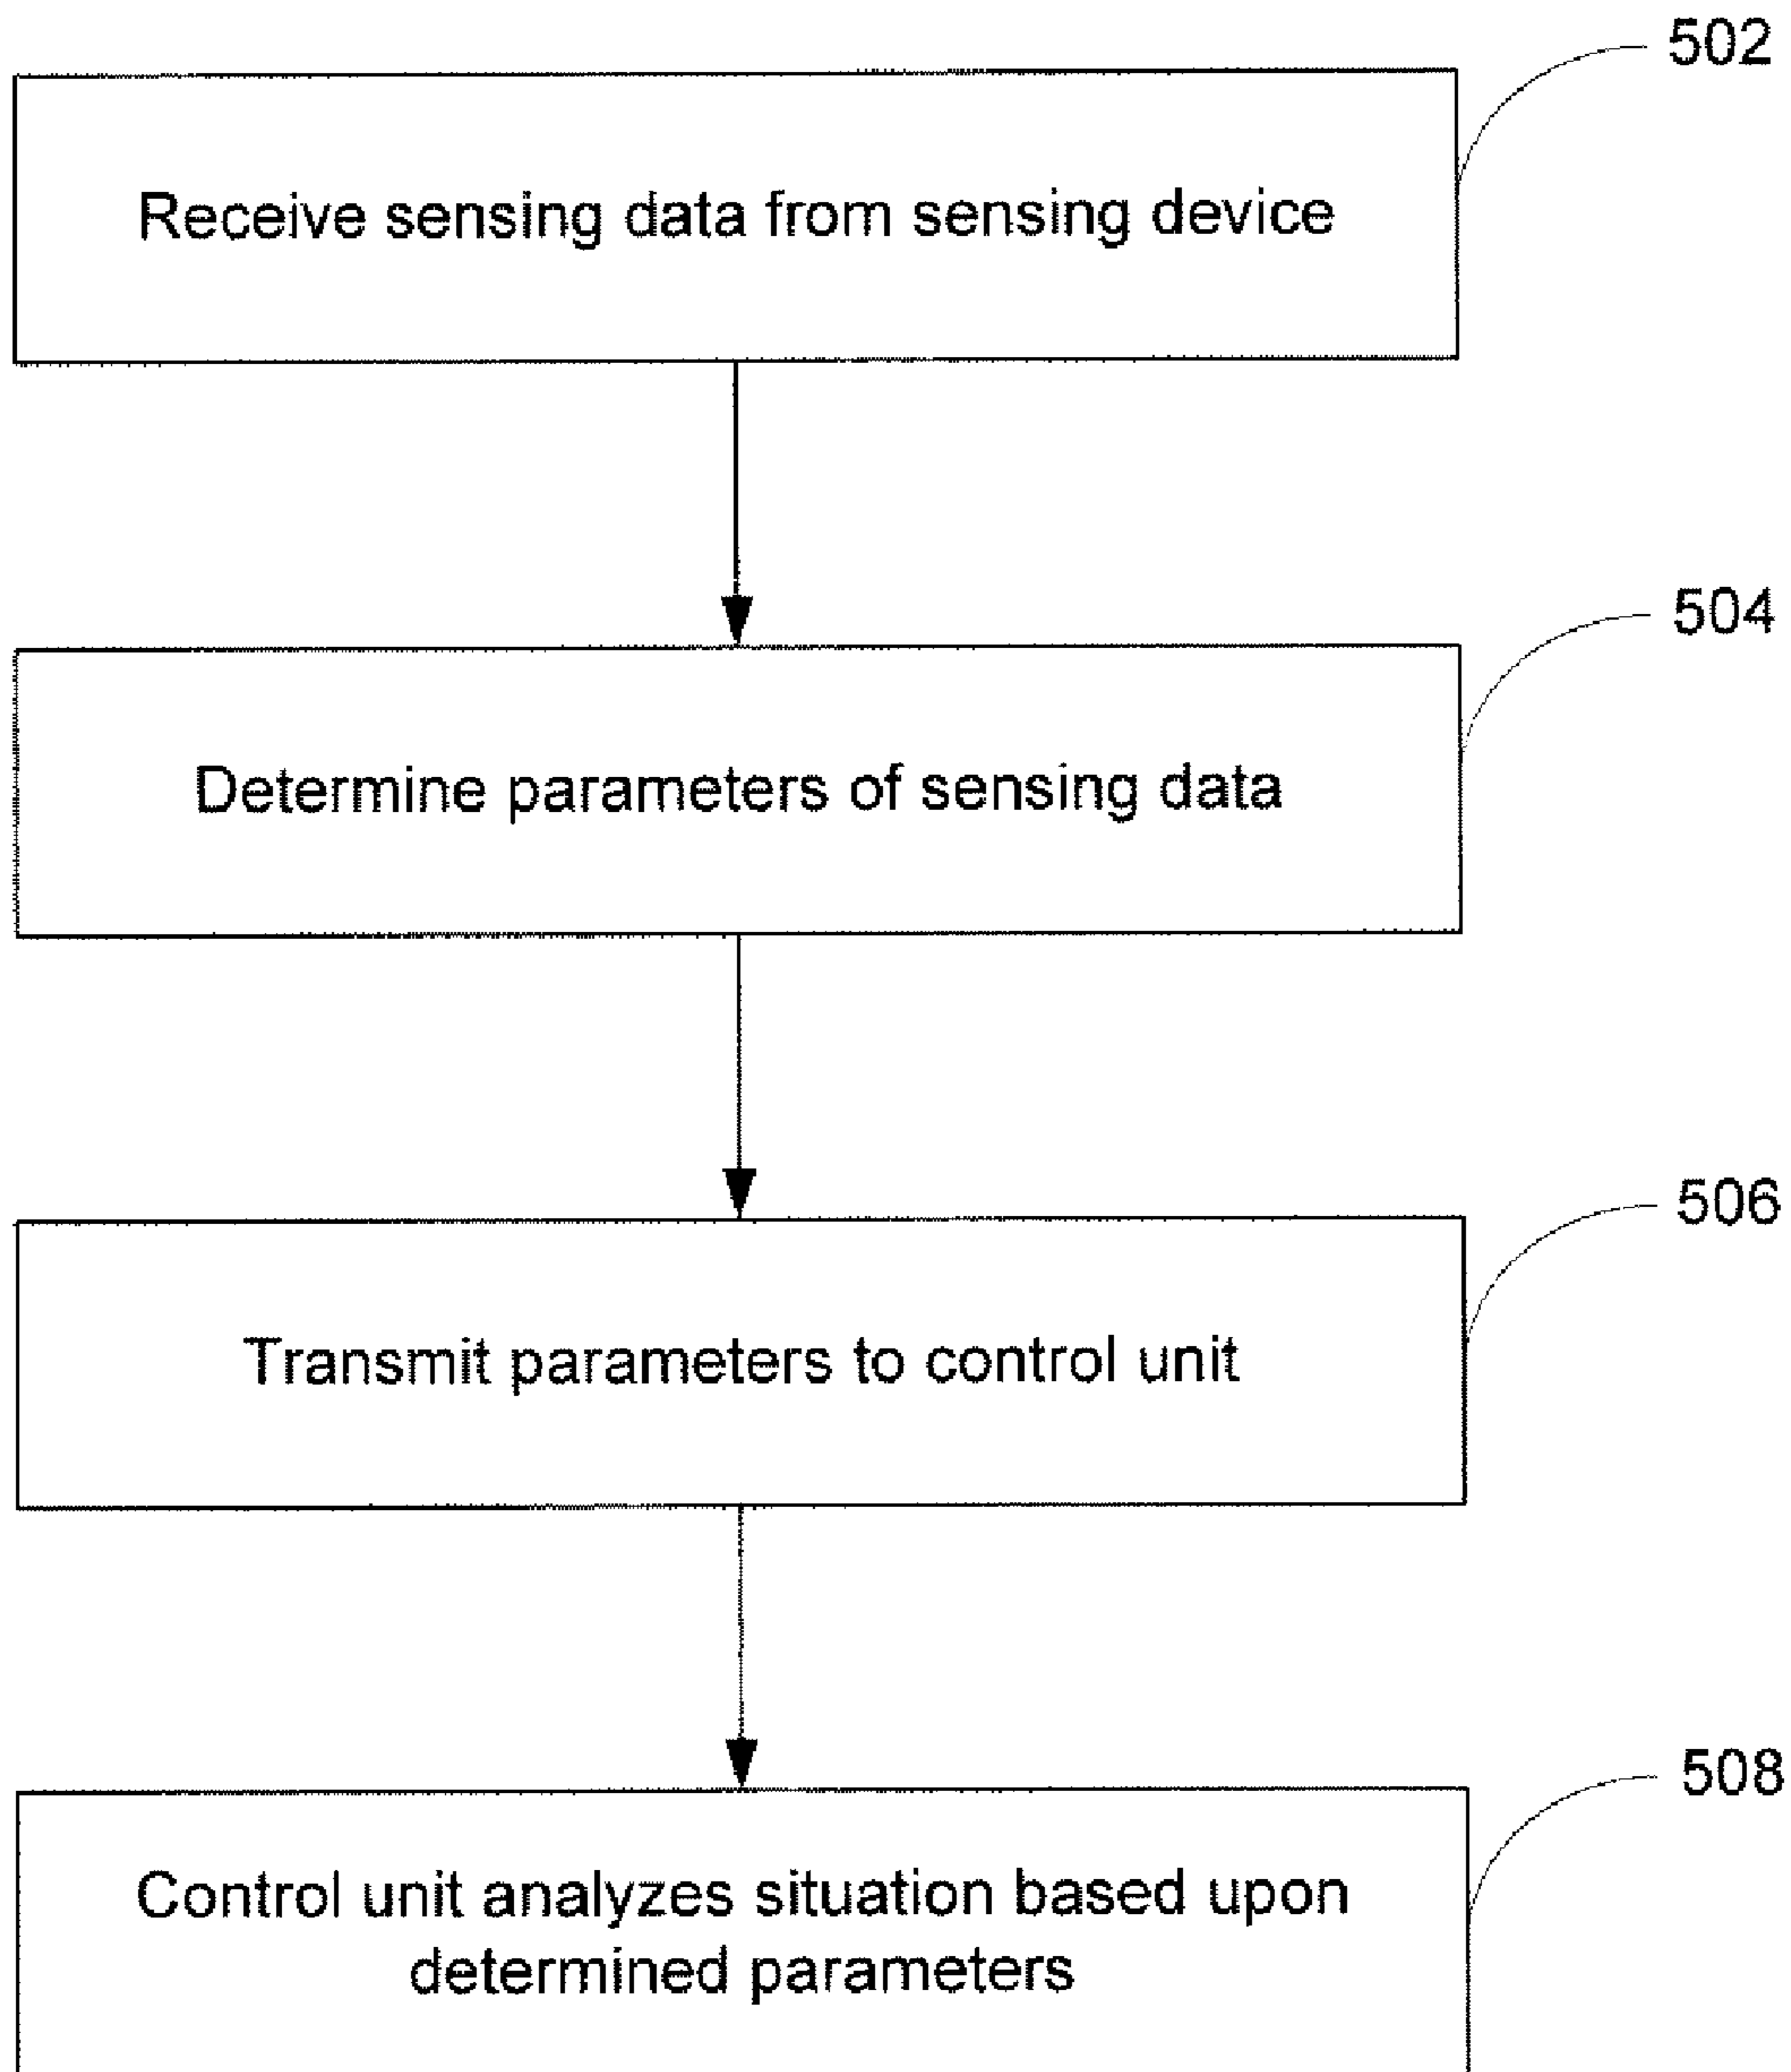 502
Receive sensing data from sensing device
504
Determine parameters of sensing data
506
Transmit parameters to control unit
508
Control unit analyzes situation based upon
determined parameters